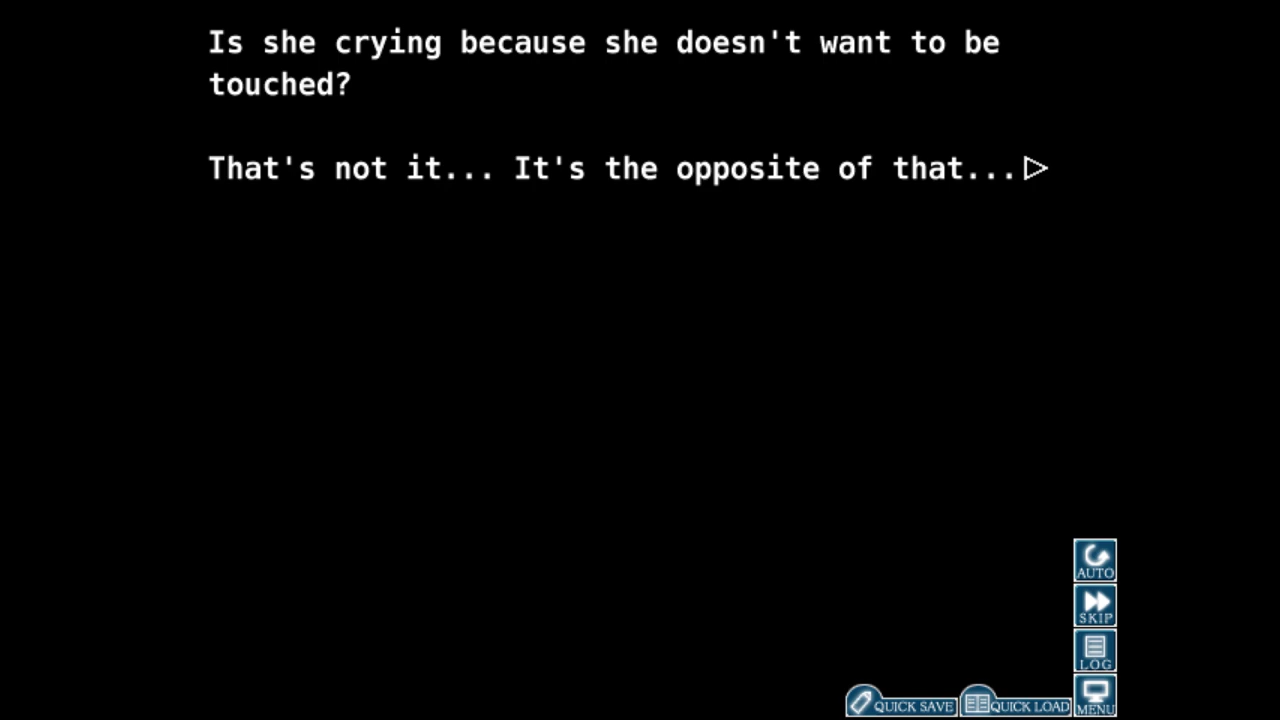 Is she crying because she doesn't want to be
touched?
That's not it... It's the opposite of that...
AUTO
SKIP
LOG
QUICK SAVE
QUICK LOAD
MENU